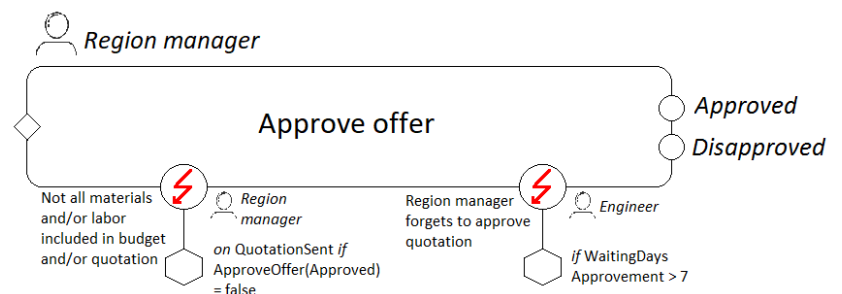 Region manager
Approve offer
Approved
Disapproved
Not all materials
and/or labor
included in budget
and/or quotation
Region
manager
on QuotationSent if
ApproveOffer(Approved)
= false
Region manager
forgets to approve
quotation
Engineer
if WaitingDays
Approvement > 7